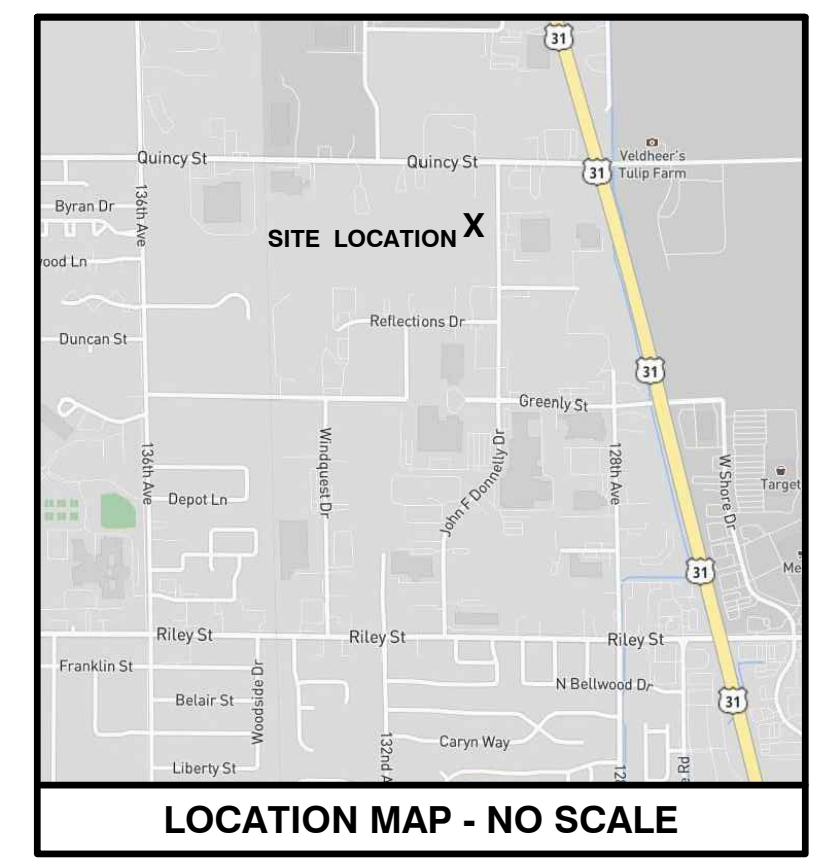 31
Quincy St
Quincy St
31
Veldheer's
Tulip Farm
Byran Dr
136th Ave
SITE LOCATION X
ood Ln
Reflections Dr
Duncan St
31
Greenly St
136th Ave
Windquest Dr
John F Donnelly Dr
128th Ave
W Shore Dr
Target
Depot Ln
31
Me
Riley St
Riley St
Riley St
Franklin St
Woodside Dr
N Bellwood Dr
Belair St
31
132nd A
Caryn Way
Liberty St
128
Rd
LOCATION MAP - NO SCALE